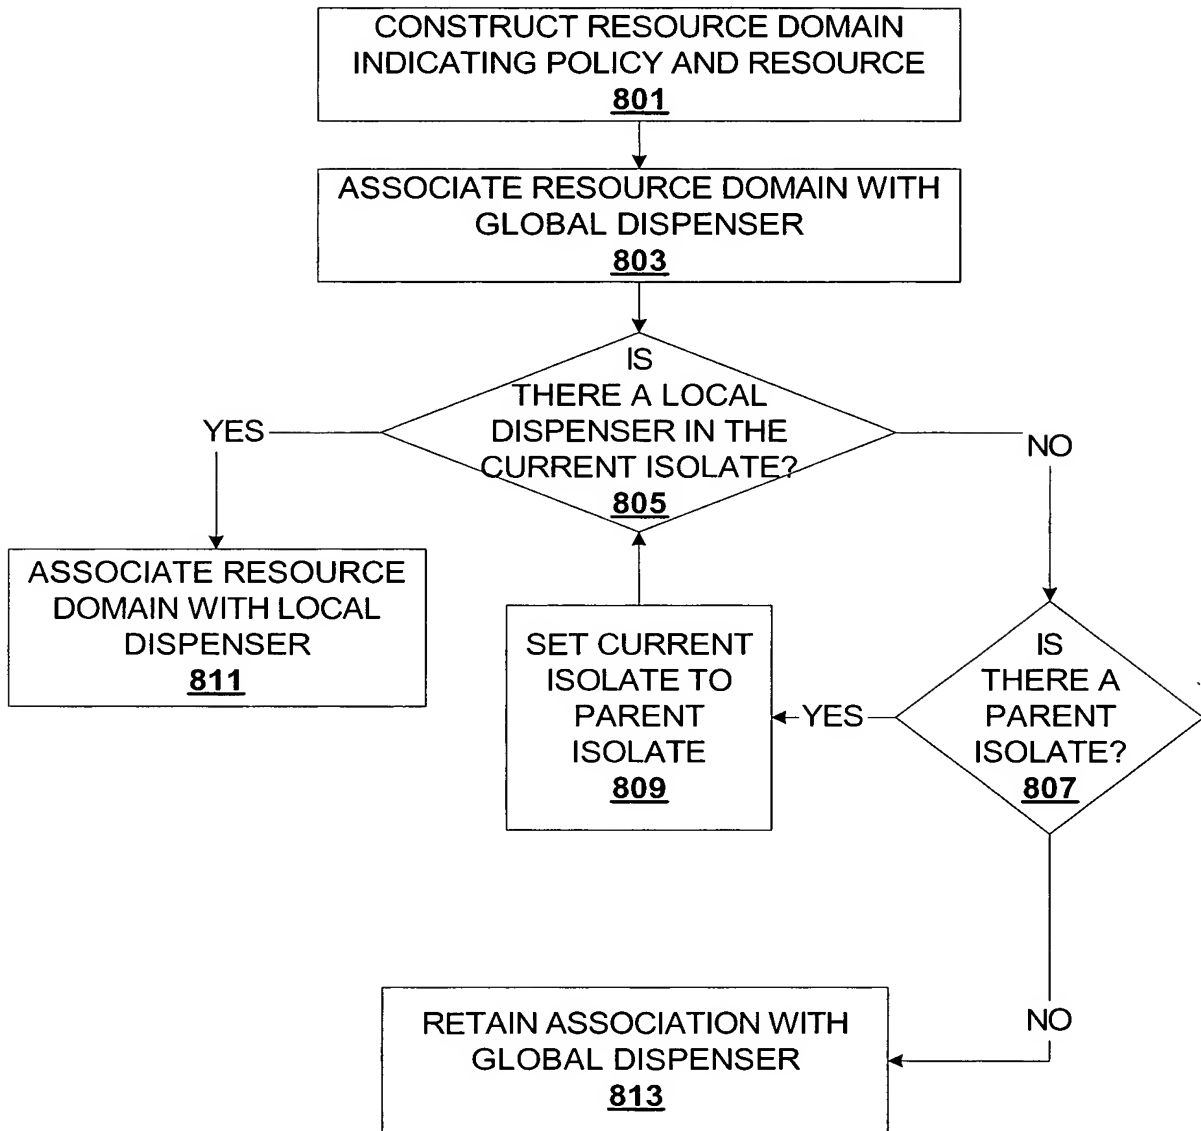 CONSTRUCT RESOURCE DOMAIN
INDICATING POLICY AND RESOURCE
801
ASSOCIATE RESOURCE DOMAIN WITH
GLOBAL DISPENSER
803
IS
THERE A LOCAL
DISPENSER IN THE
CURRENT ISOLATE?
805
YES
NO
ASSOCIATE RESOURCE
DOMAIN WITH LOCAL
DISPENSER
811
SET CURRENT
ISOLATE TO
PARENT
ISOLATE
809
YES
IS
THERE A
PARENT
ISOLATE?
807
NO
RETAIN ASSOCIATION WITH
GLOBAL DISPENSER
813